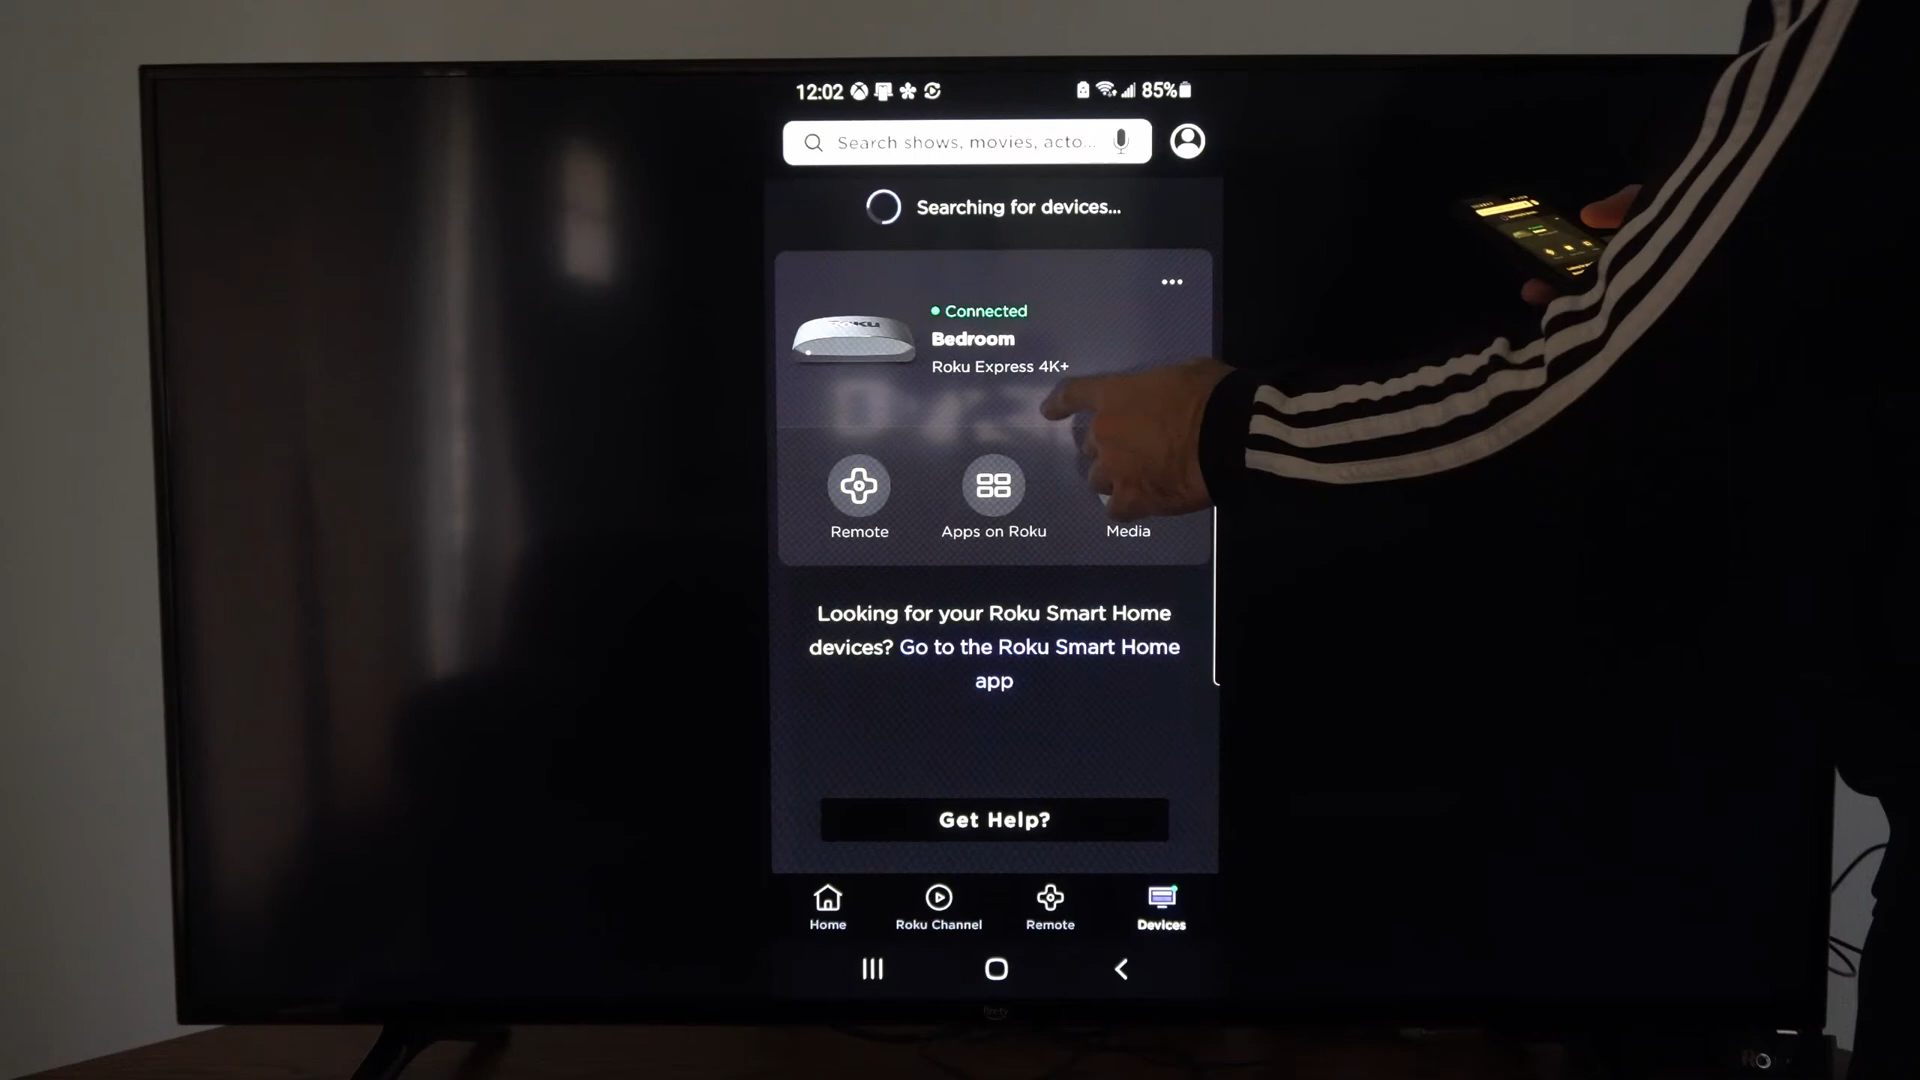 12:02
85%
Search shows, movies, acto...
Searching for devices...
Connected
Roku
Bedroom
Roku Express 4K+
Remote
Apps on Roku
Media
Looking for your Roku Smart Home
devices? Go to the Roku Smart Home
app
Get Help?
Home
Roku Channel
Remote
Devices